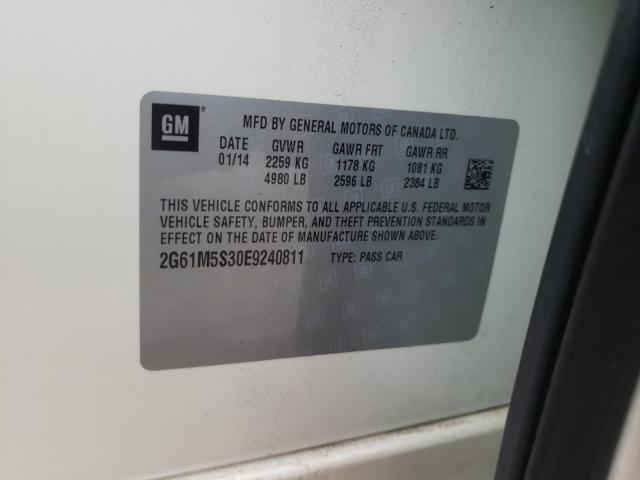 GM ®
MFD BY GENERAL MOTORS OF CANADA LTD.
DATE GVWR GAWR FRT GAWR RR
01/14 2259 KG 1178 KG 1081 KG
4980 LB 2596 LB 2384 LB
THIS VEHICLE CONFORMS TO ALL APPLICABLE U.S. FEDERAL MOTOR
VEHICLE SAFETY, BUMPER, AND THEFT PREVENTION STANDARDS IN
EFFECT ON THE DATE OF MANUFACTURE SHOWN ABOVE.
2G61M5S30E9240811 TYPE: PASS CAR